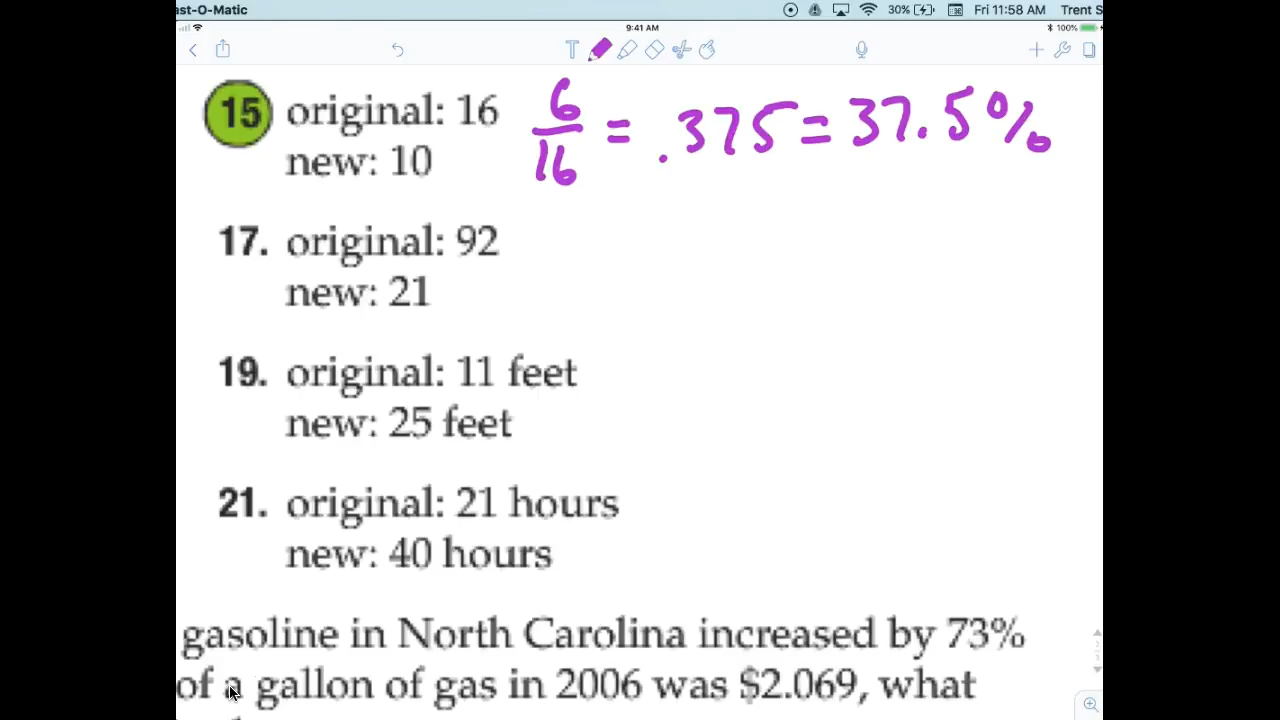 ast-O-Matic 30% Fri 11:58 AM Trent S
9:41 AM 100%
T
15 original: 16
new: 10
6/16 = .375 = 37.5%
17. original: 92
new: 21
19. original: 11 feet
new: 25 feet
21. original: 21 hours
new: 40 hours
gasoline in North Carolina increased by 73%
of a gallon of gas in 2006 was $2.069, what